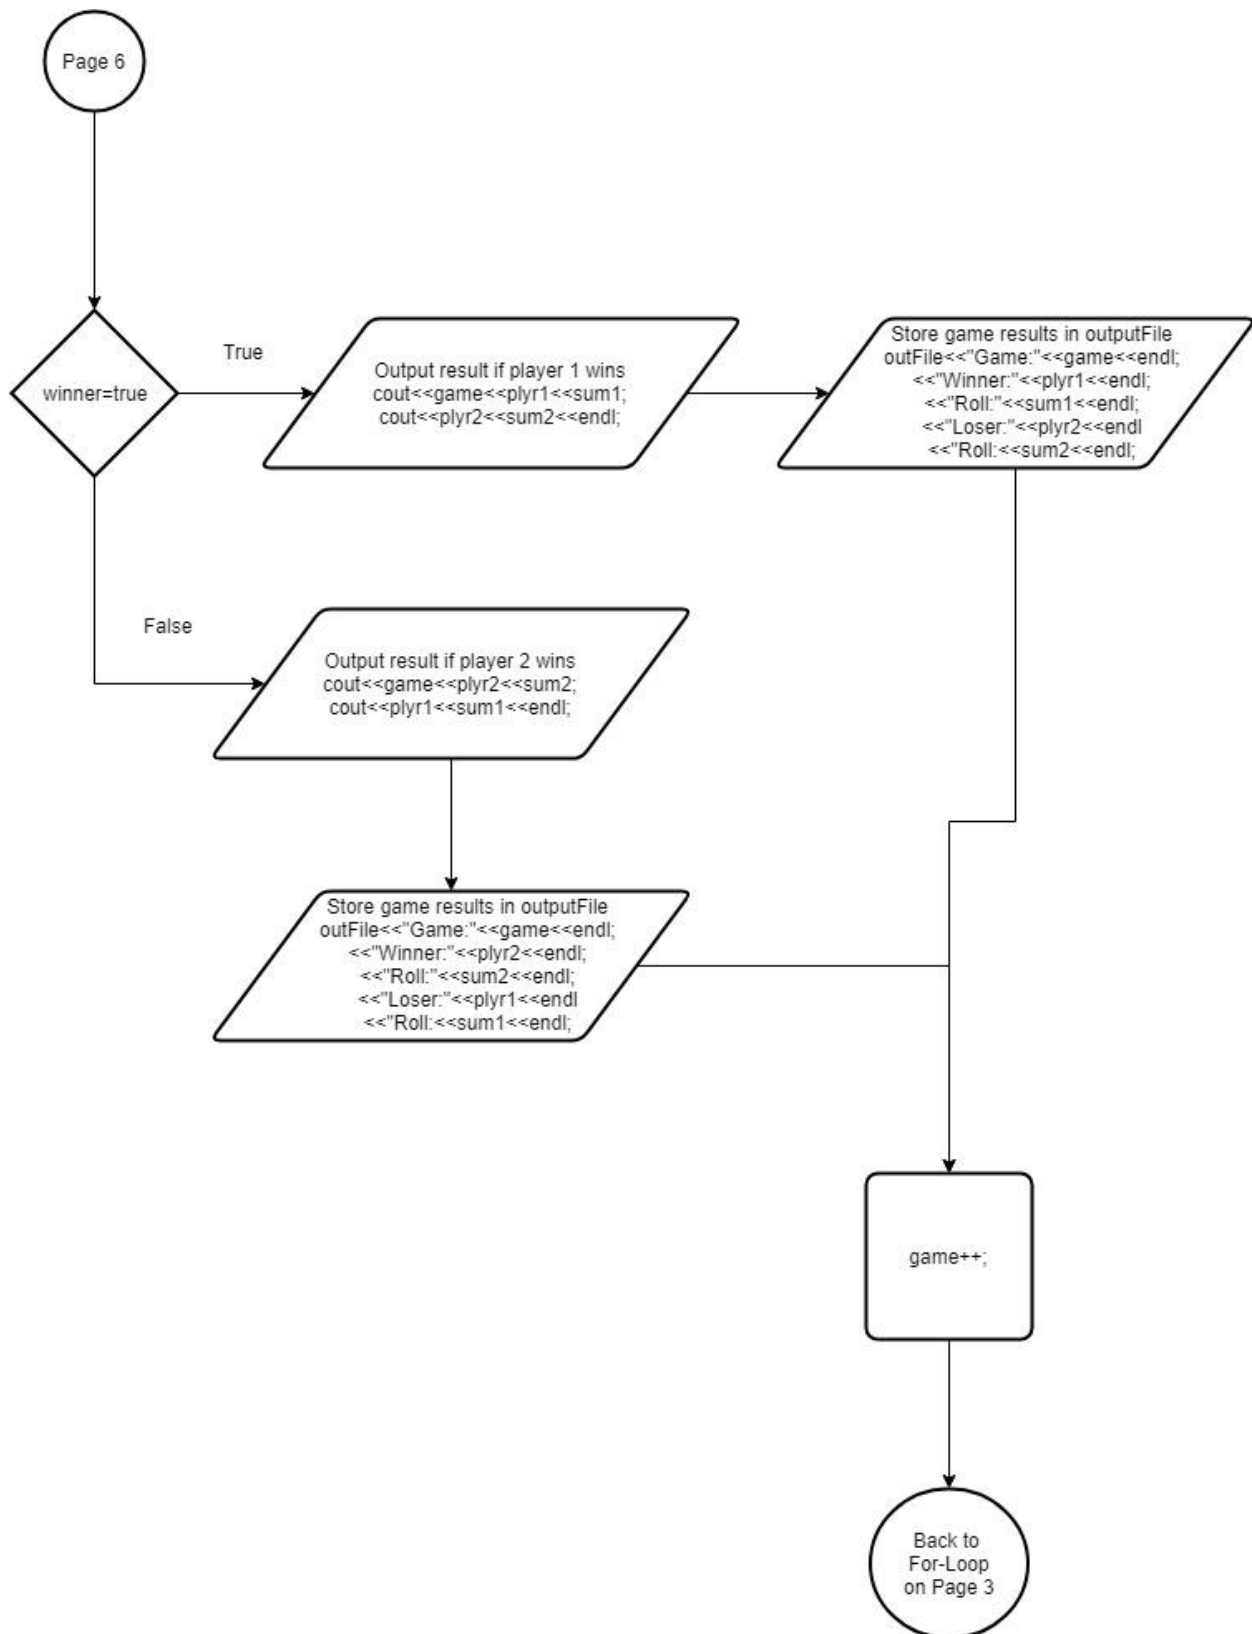 Page 6
winner=true
True
Output result if player 1 wins
cout<<game<<plyr1<<sum1;
cout<<plyr2<<sum2<<endl;
Store game results in outputFile
outFile<<"Game:"<<game<<endl;
<<"Winner:"<<plyr1<<endl;
<<"Roll:"<<sum1<<endl;
<<"Loser:"<<plyr2<<endl
<<"Roll:<<sum2<<endl;
False
Output result if player 2 wins
cout<<game<<plyr2<<sum2;
cout<<plyr1<<sum1<<endl;
Store game results in outputFile
outFile<<"Game:"<<game<<endl;
<<"Winner:"<<plyr2<<endl;
<<"Roll:"<<sum2<<endl;
<<"Loser:"<<plyr1<<endl
<<"Roll:<<sum1<<endl;
game++;
Back to
For-Loop
on Page 3